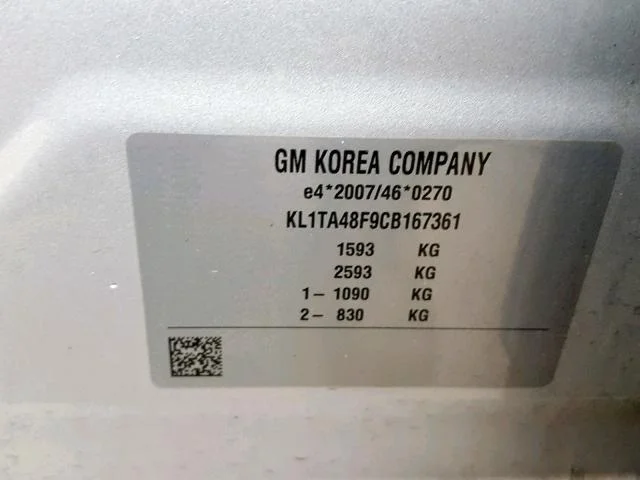 GM KOREA COMPANY
e4*2007/46*0270
KL1TA48F9CB167361
1593 KG
2593 KG
1- 1090 KG
2- 830 KG